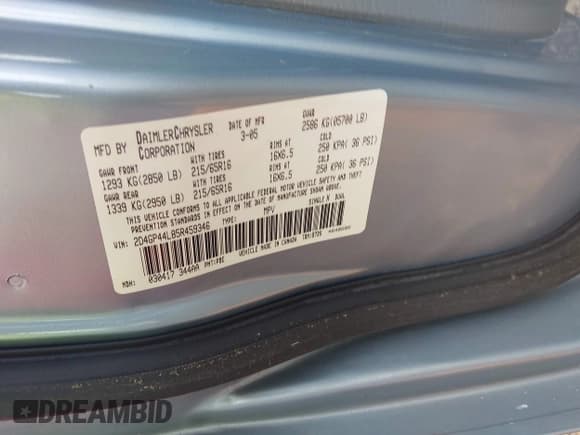 MFD BY DAIMLERCHRYSLER CORPORATION
DATE OF MFR 3-05
GVWR 2586 KG(05700 LB)
GAWR FRONT WITH TIRES RIMS AT COLD
1293 KG(2850 LB) 215/65R16 16X6.5 250 KPA( 36 PSI)
GAWR REAR WITH TIRES RIMS AT COLD
1339 KG(2950 LB) 215/65R16 16X6.5 250 KPA( 36 PSI)
THIS VEHICLE CONFORMS TO ALL APPLICABLE FEDERAL MOTOR VEHICLE SAFETY AND THEFT
PREVENTION STANDARDS IN EFFECT ON THE DATE OF MANUFACTURE SHOWN ABOVE.
VIN: 2D4GP44L85R459346 TYPE: MPV SINGLE X DUAL
VEHICLE MADE IN CANADA
MDH: 030417 344AA
DREAMBID